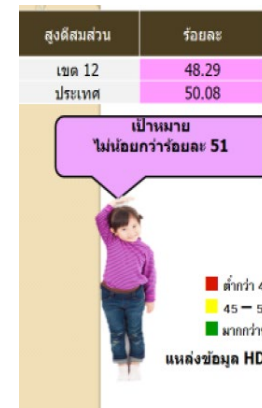 สูงดีสมส่วน ร้อยละ
เขต 12 48.29
ประเทศ 50.08
เป้าหมาย
ไม่น้อยกว่าร้อยละ 51
ต่ำกว่า 4
45 – 5
มากกว่า
แหล่งข้อมูล HD